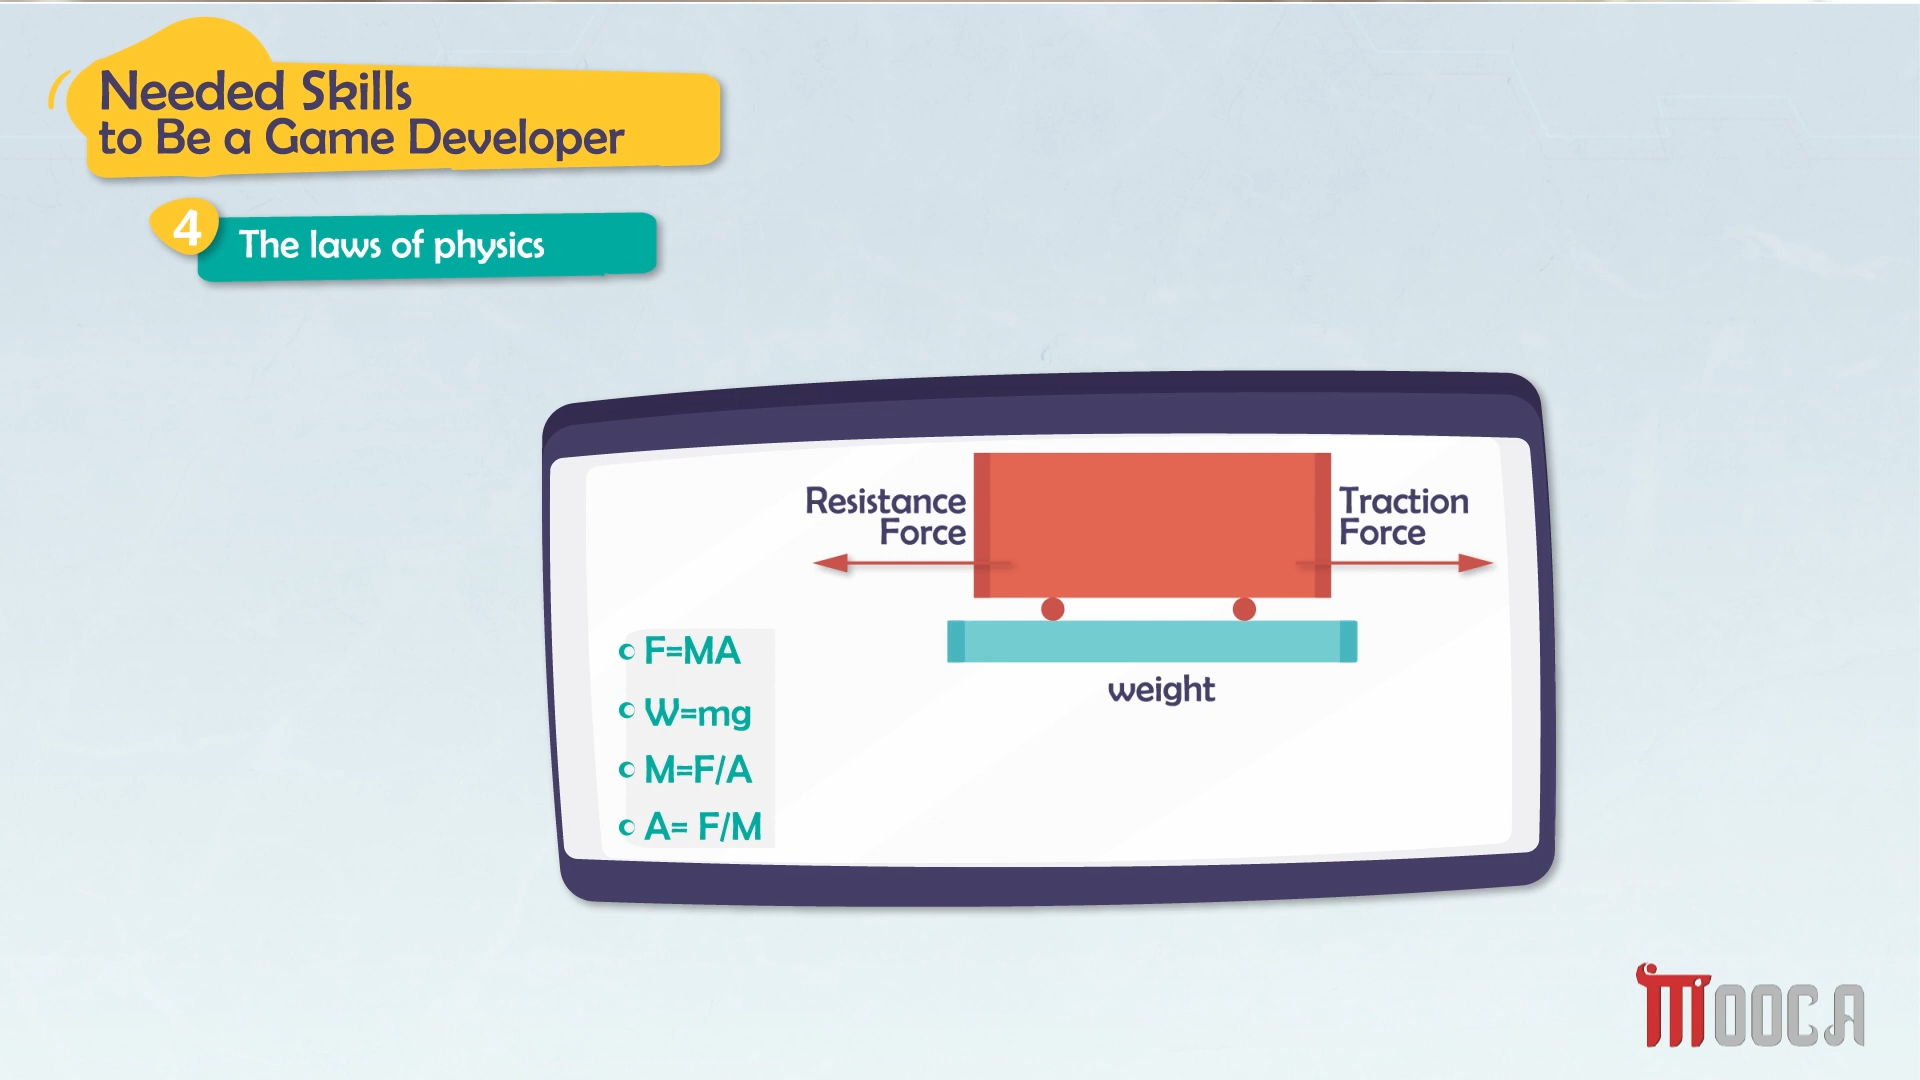 Needed Skills
to Be a Game Developer
4
The laws of physics
Resistance
Force
Traction
Force
F=MA
W=mg
weight
M=F/A
A= F/M
MOOCA